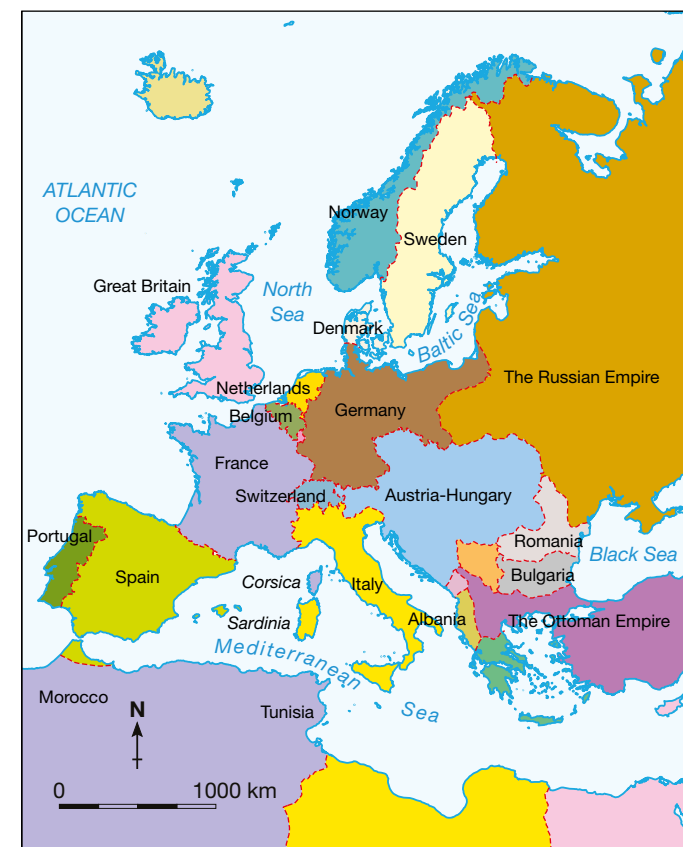 ATLANTIC
OCEAN
Norway
Sweden
Great Britain
North
Sea
Denmark
Baltic Sea
The Russian Empire
Netherlands
Belgium
Germany
France
Switzerland
Austria-Hungary
Portugal
Romania
Black Sea
Spain
Corsica
Italy
Bulgaria
Sardinia
Albania
The Ottoman Empire
Mediterranean
Sea
Morocco
Tunisia
N
0 1000 km